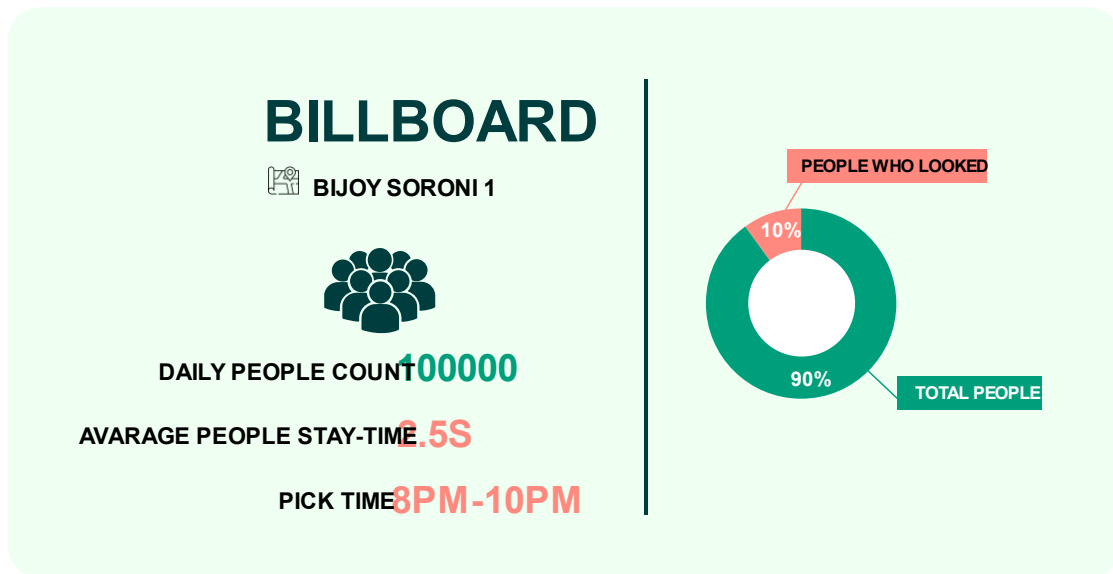 BILLBOARD
BIJOY SORONI 1
DAILY PEOPLE COUNT 100000
AVARAGE PEOPLE STAY-TIME 2.5S
PICK TIME 8PM-10PM
PEOPLE WHO LOOKED
10%
90%
TOTAL PEOPLE